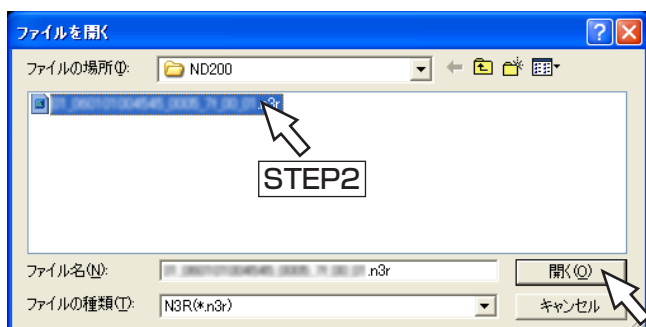 ファイルを開く
ファイルの場所(I):
ND200
.n3r
STEP2
ファイル名(N):
.n3r
開く(O)
ファイルの種類(T):
N3R(*.n3r)
キャンセル